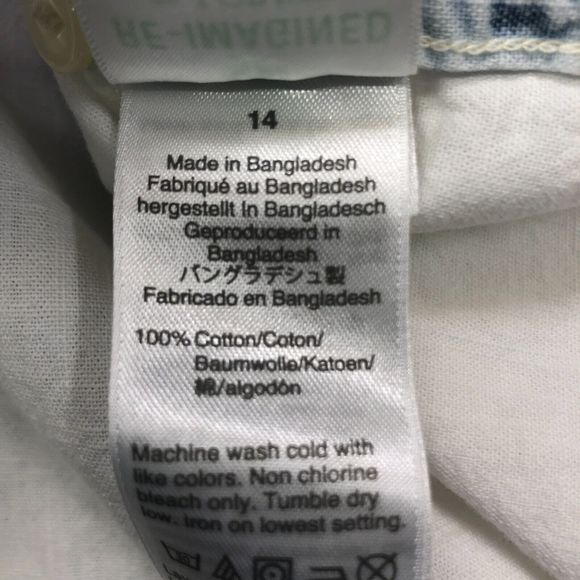 RE-IMAGINED
14
Made in Bangladesh
Fabriqué au Bangladesh
hergestellt in Bangladesch
Geproduceerd in
Bangladesh
バングラデシュ製
Fabricado en Bangladesh
100% Cotton/Coton/
Baumwolle/Katoen/
綿/algodón
Machine wash cold with
like colors. Non chlorine
bleach only. Tumble dry
low. Iron on lowest setting.